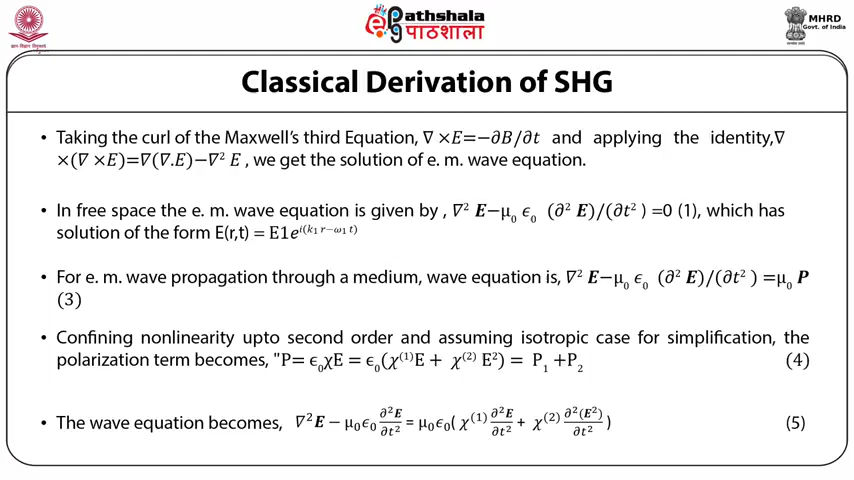 Pathshala
पाठशाला
MHRD
Govt. of India
Classical Derivation of SHG
• Taking the curl of the Maxwell's third Equation, ∇ ×E=−∂B/∂t and applying the identity,∇
×(∇ ×E)=∇(∇.E)−∇² E , we get the solution of e. m. wave equation.
• In free space the e. m. wave equation is given by , ∇² E−μ₀ ϵ₀ (∂² E)/(∂t² ) =0 (1), which has
solution of the form E(r,t) = E1e^{i(k₁ r−ω₁ t)}
• For e. m. wave propagation through a medium, wave equation is, ∇² E−μ₀ ϵ₀ (∂² E)/(∂t² ) =μ₀ P
(3)
• Confining nonlinearity upto second order and assuming isotropic case for simplification, the
polarization term becomes, "P= ϵ₀χE = ϵ₀(χ⁽¹⁾E + χ⁽²⁾ E²) = P₁ +P₂ (4)
• The wave equation becomes, ∇²E − μ₀ϵ₀ ∂²E/∂t² = μ₀ϵ₀( χ⁽¹⁾ ∂²E/∂t² + χ⁽²⁾ ∂²(E²)/∂t² ) (5)